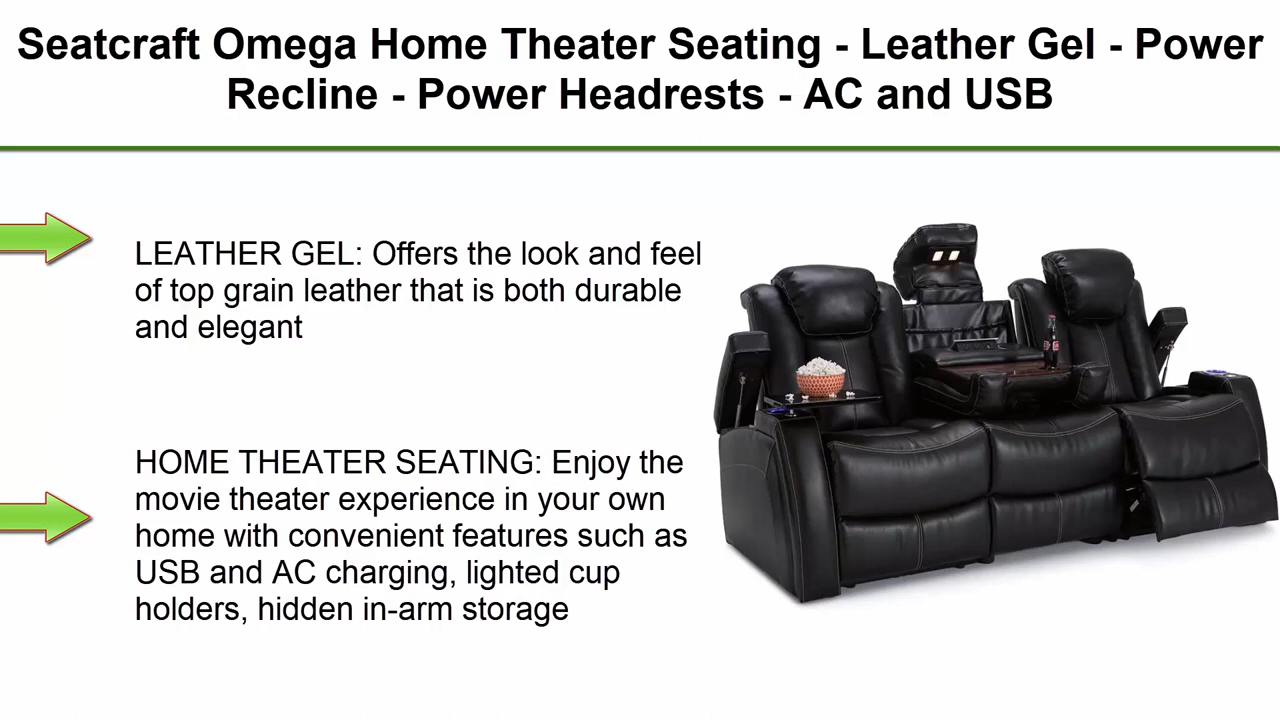 Seatcraft Omega Home Theater Seating - Leather Gel - Power
Recline - Power Headrests - AC and USB
LEATHER GEL: Offers the look and feel
of top grain leather that is both durable
and elegant
HOME THEATER SEATING: Enjoy the
movie theater experience in your own
home with convenient features such as
USB and AC charging, lighted cup
holders, hidden in-arm storage